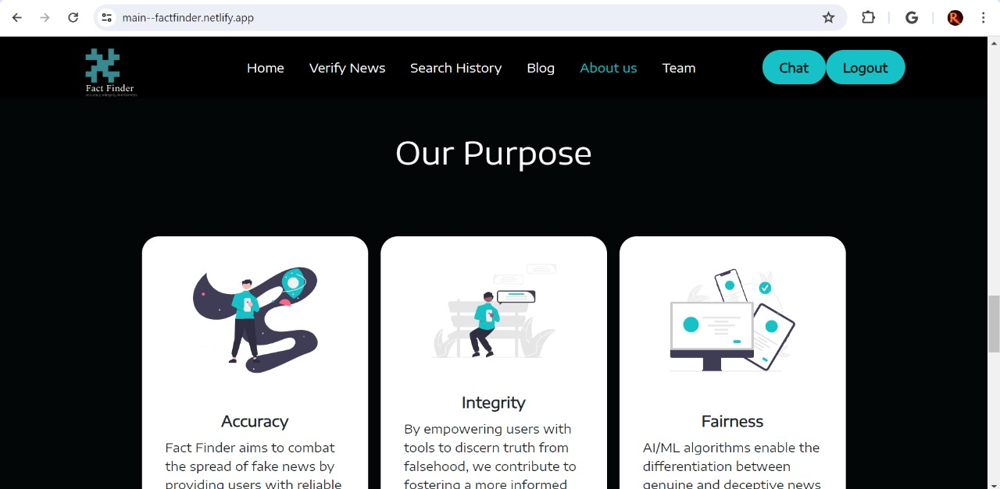 main--factfinder.netlify.app
Fact Finder
Home Verify News Search History Blog About us Team Chat Logout
Our Purpose
Accuracy
Fact Finder aims to combat
the spread of fake news by
providing users with reliable
Integrity
By empowering users with
tools to discern truth from
falsehood, we contribute to
fostering a more informed
Fairness
AI/ML algorithms enable the
differentiation between
genuine and deceptive news